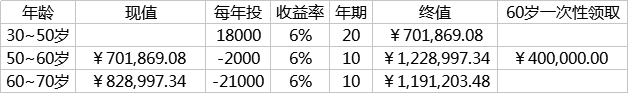 年龄 现值 每年投 收益率 年期 终值 60岁一次性领取
30~50岁 18000 6% 20 ￥701,869.08
50~60岁 ￥701,869.08 -2000 6% 10 ￥1,228,997.34 ￥400,000.00
60~70岁 ￥828,997.34 -21000 6% 10 ￥1,191,203.48